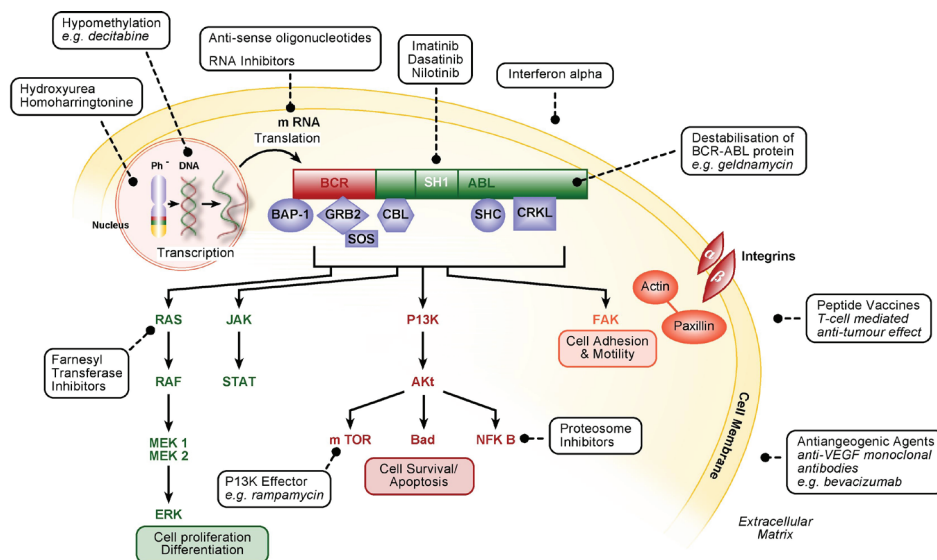 Hypomethylation
e.g. decitabine
Hydroxyurea
Homoharringtonine
Anti-sense oligonucleotides
RNA Inhibitors
Imatinib
Dasatinib
Nilotinib
Interferon alpha
Destabilisation of
BCR-ABL protein
e.g. geldnamycin
m RNA
Translation
Ph - DNA
Nucleus
Transcription
BCR SH1 ABL
BAP-1 GRB2 CBL SHC CRKL
SOS
α
β
Integrins
Actin
Paxillin
RAS JAK P13K FAK
Cell Adhesion
& Motility
Peptide Vaccines
T-cell mediated
anti-tumour effect
Farnesyl
Transferase
Inhibitors
RAF STAT AKt
MEK 1
MEK 2
m TOR Bad NFK B
Proteosome
Inhibitors
Cell Membrane
P13K Effector
e.g. rampamycin
Cell Survival/
Apoptosis
Antiangeogenic Agents
anti-VEGF monoclonal
antibodies
e.g. bevacizumab
ERK
Cell proliferation
Differentiation
Extracellular
Matrix